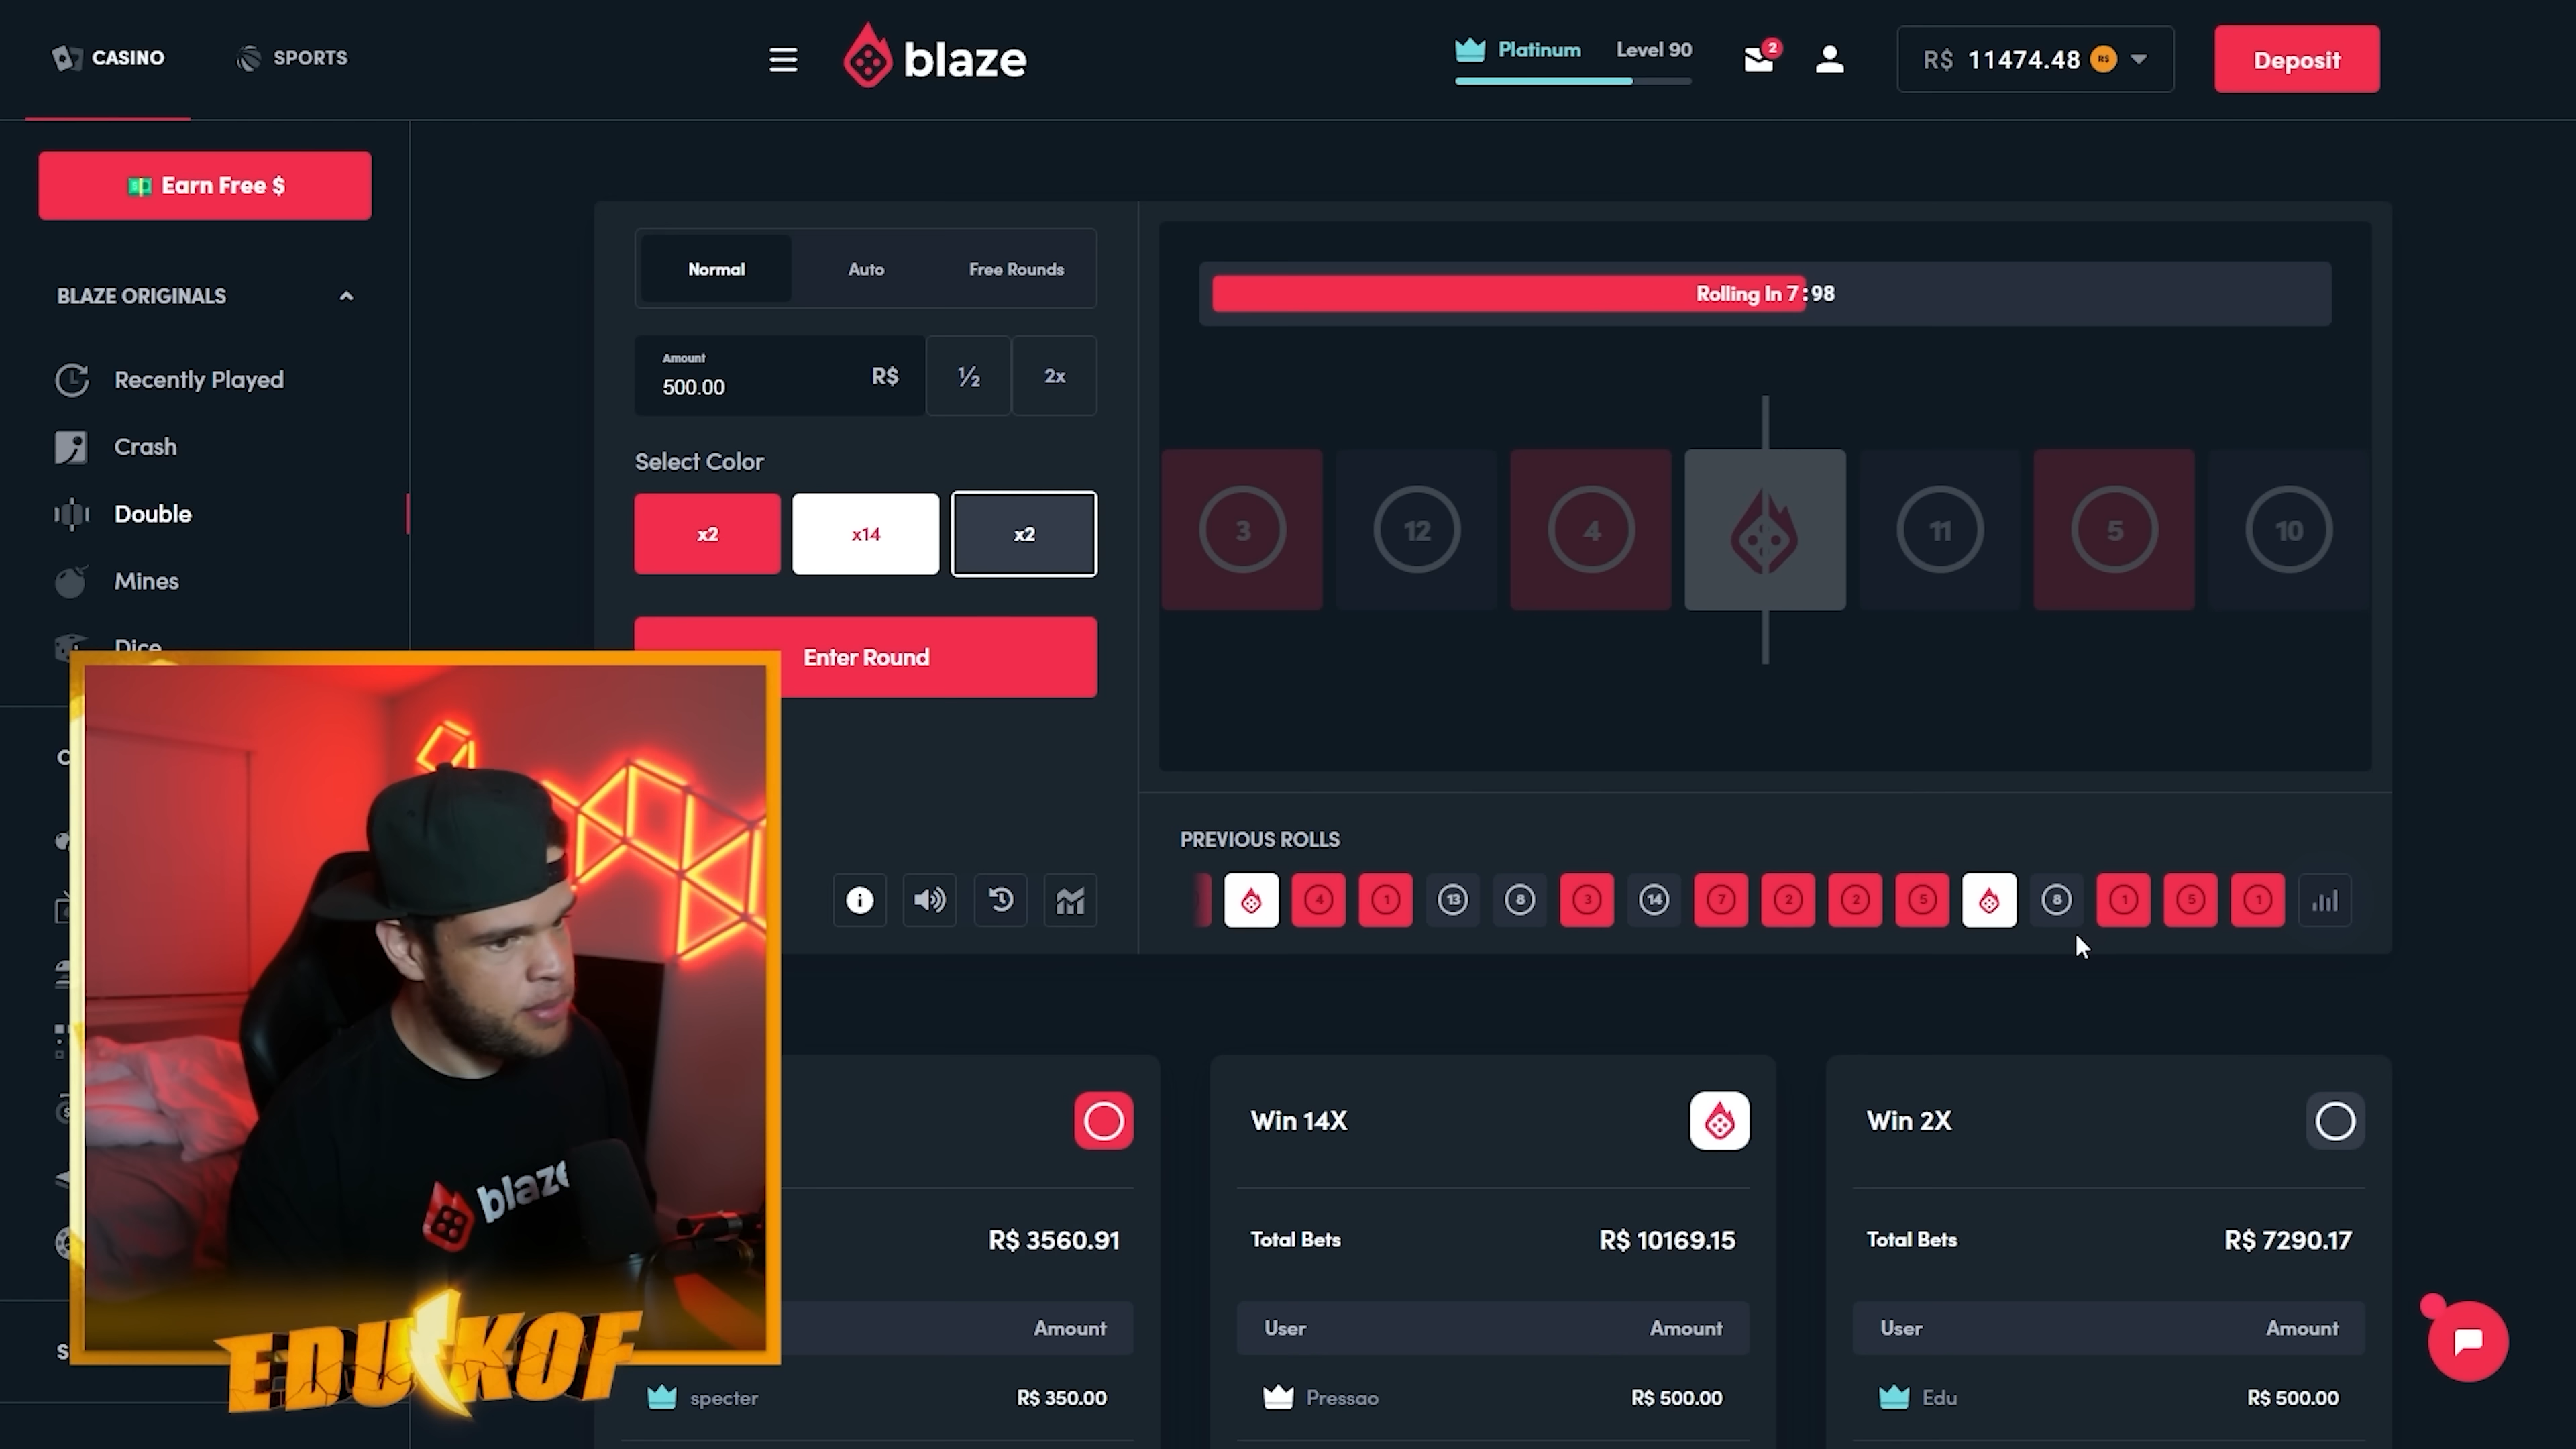 CASINO
SPORTS
blaze
Platinum Level 90
2
R$ 11474.48 R$
Deposit
Earn Free $
BLAZE ORIGINALS
Recently Played
Crash
Double
Mines
Dice
Normal
Auto
Free Rounds
Amount
500.00
R$
½
2x
Select Color
x2
x14
x2
Enter Round
Rolling In 7:98
3
12
4
11
5
10
PREVIOUS ROLLS
4
1
13
8
3
14
7
2
2
5
8
1
5
1
blaze
EDUKOF
R$ 3560.91
Amount
specter R$ 350.00
Win 14X
Total Bets R$ 10169.15
User Amount
Pressao R$ 500.00
Win 2X
Total Bets R$ 7290.17
User Amount
Edu R$ 500.00